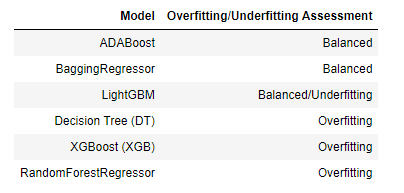 Model Overfitting/Underfitting Assessment
ADABoost Balanced
BaggingRegressor Balanced
LightGBM Balanced/Underfitting
Decision Tree (DT) Overfitting
XGBoost (XGB) Overfitting
RandomForestRegressor Overfitting